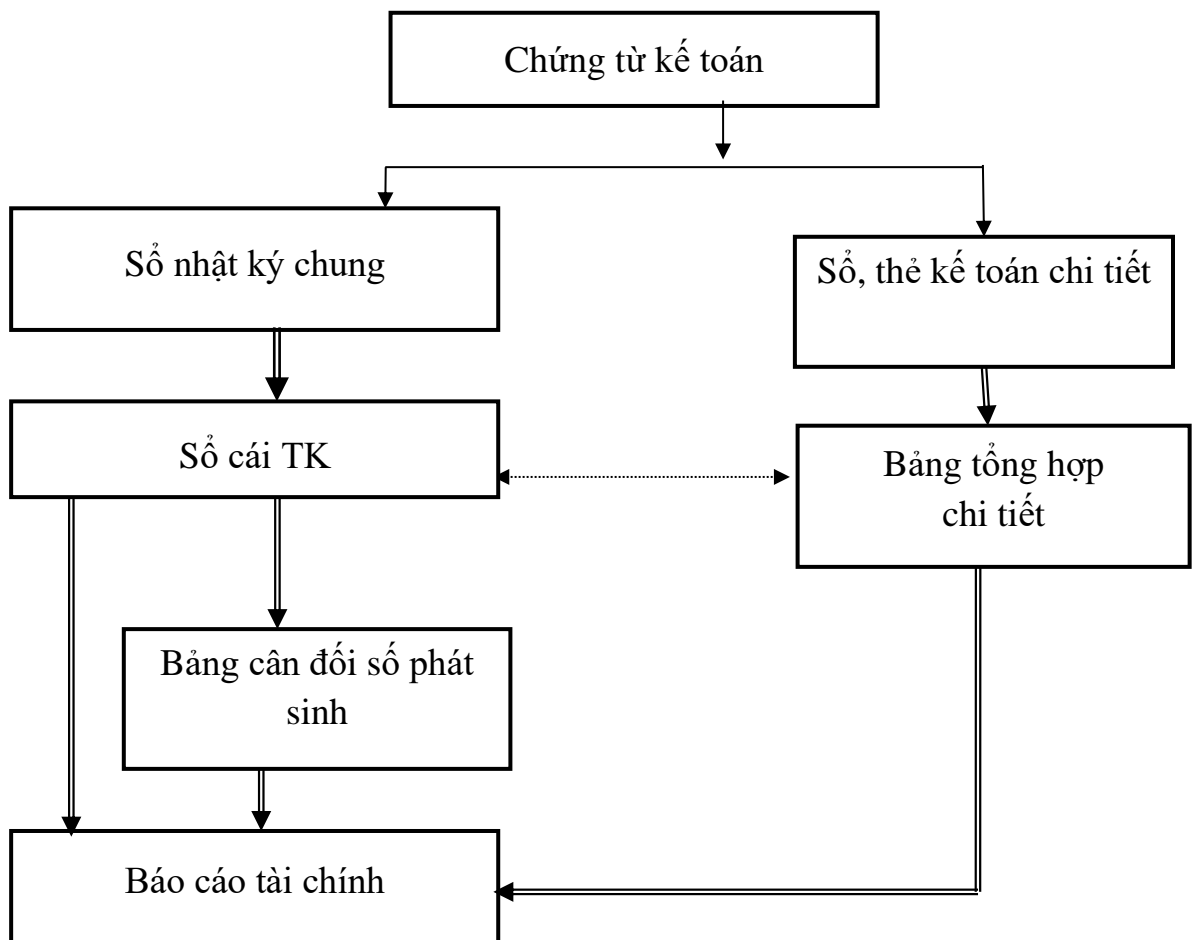 Chứng từ kế toán
Sổ nhật ký chung
Sổ, thẻ kế toán chi tiết
Sổ cái TK
Bảng tổng hợp
chi tiết
Bảng cân đối số phát
sinh
Báo cáo tài chính